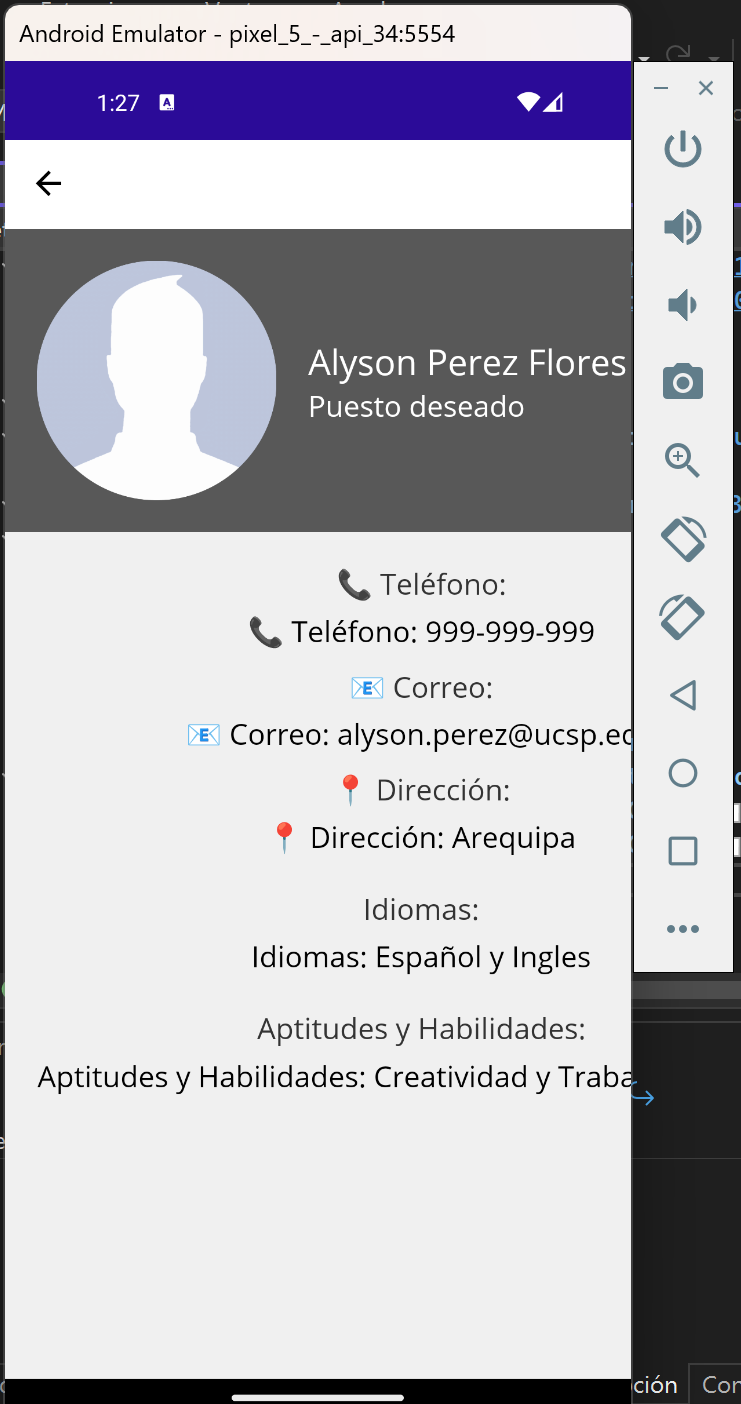 Android Emulator - pixel_5_-_api_34:5554
1:27
Alyson Perez Flores
Puesto deseado
📞 Teléfono:
📞 Teléfono: 999-999-999
📧 Correo:
📧 Correo: alyson.perez@ucsp.ec
📍 Dirección:
📍 Dirección: Arequipa
Idiomas:
Idiomas: Español y Ingles
Aptitudes y Habilidades:
Aptitudes y Habilidades: Creatividad y Traba
ción
Cor